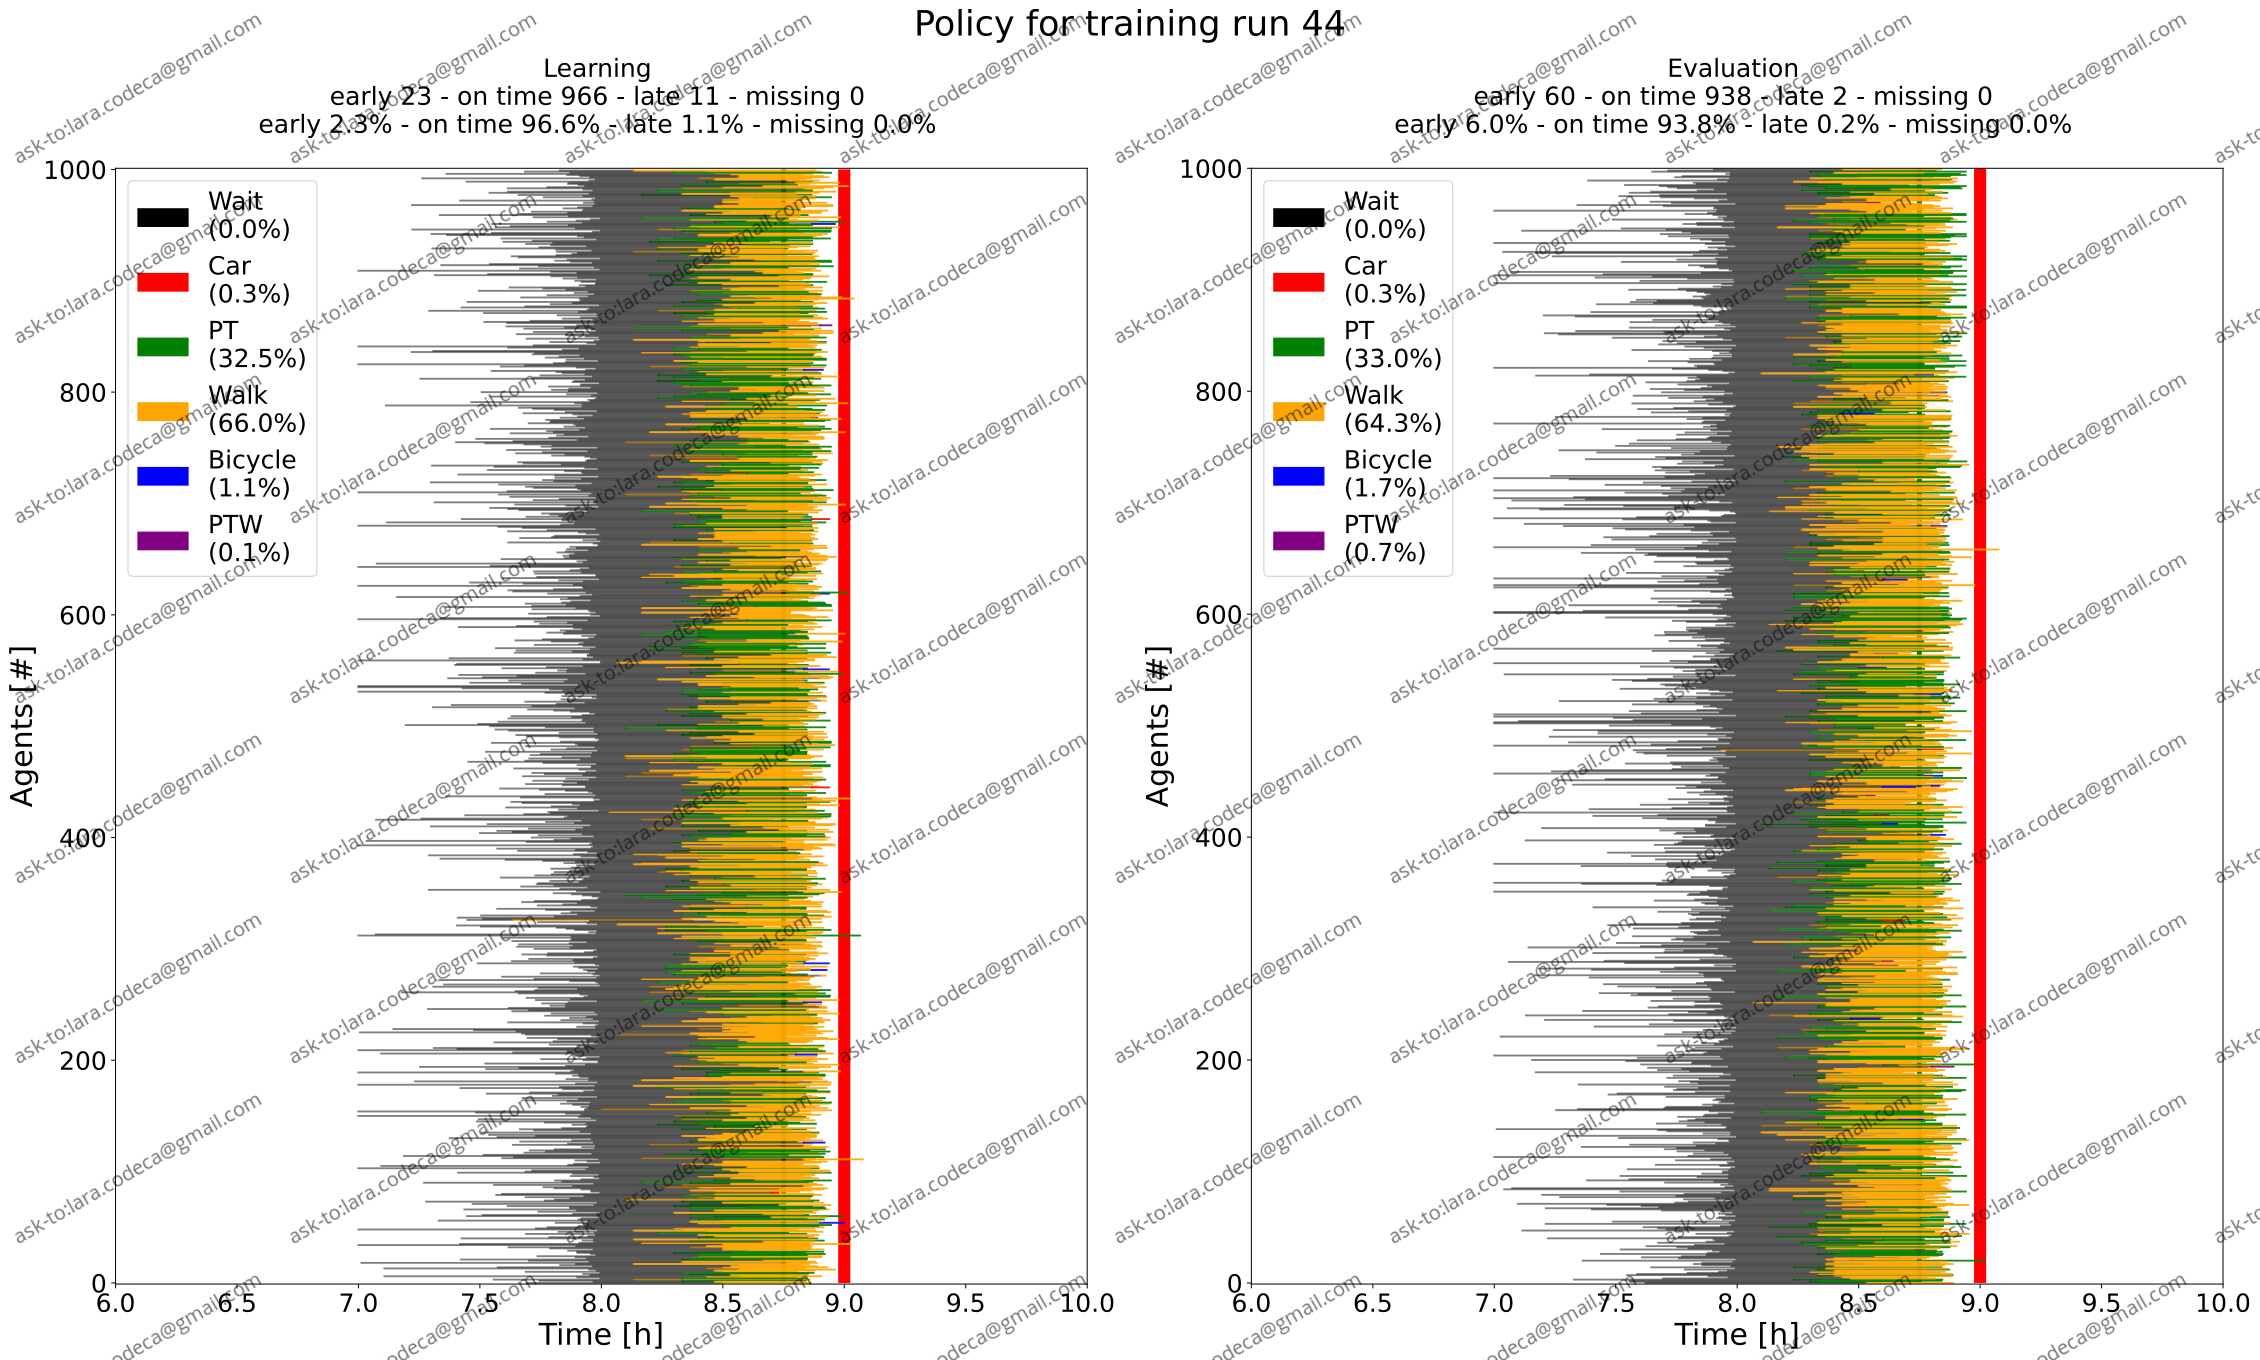 Policy for training run 44
Learning
early 23 - on time 966 - late 11 - missing 0
early 2.3% - on time 96.6% - late 1.1% - missing 0.0%
1000
800
600
400
200
0
Agents [#]
Wait
(0.0%)
Car
(0.3%)
PT
(32.5%)
Walk
(66.0%)
Bicycle
(1.1%)
PTW
(0.1%)
6.0 6.5 7.0 7.5 8.0 8.5 9.0 9.5 10.0
Time [h]
Evaluation
early 60 - on time 938 - late 2 - missing 0
early 6.0% - on time 93.8% - late 0.2% - missing 0.0%
1000
800
600
400
200
0
Agents [#]
Wait
(0.0%)
Car
(0.3%)
PT
(33.0%)
Walk
(64.3%)
Bicycle
(1.7%)
PTW
(0.7%)
6.0 6.5 7.0 7.5 8.0 8.5 9.0 9.5 10.0
Time [h]
ask-to:lara.codeca@gmail.com